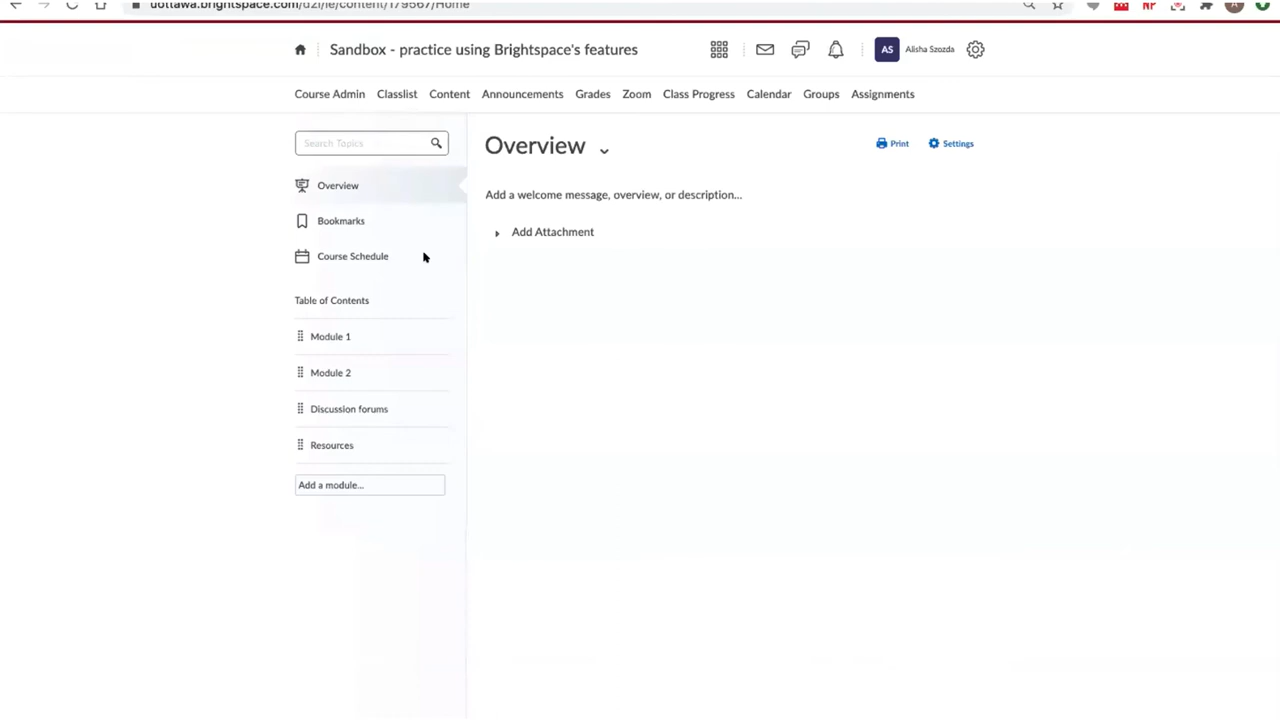 uottawa.brightspace.com/d2l/le/content/179567/Home
NP
A
Sandbox - practice using Brightspace's features
AS
Alisha Szozda
Course Admin Classlist Content Announcements Grades Zoom Class Progress Calendar Groups Assignments
Search Topics
Overview
Bookmarks
Course Schedule
Table of Contents
Module 1
Module 2
Discussion forums
Resources
Add a module...
Overview
Print
Settings
Add a welcome message, overview, or description...
Add Attachment